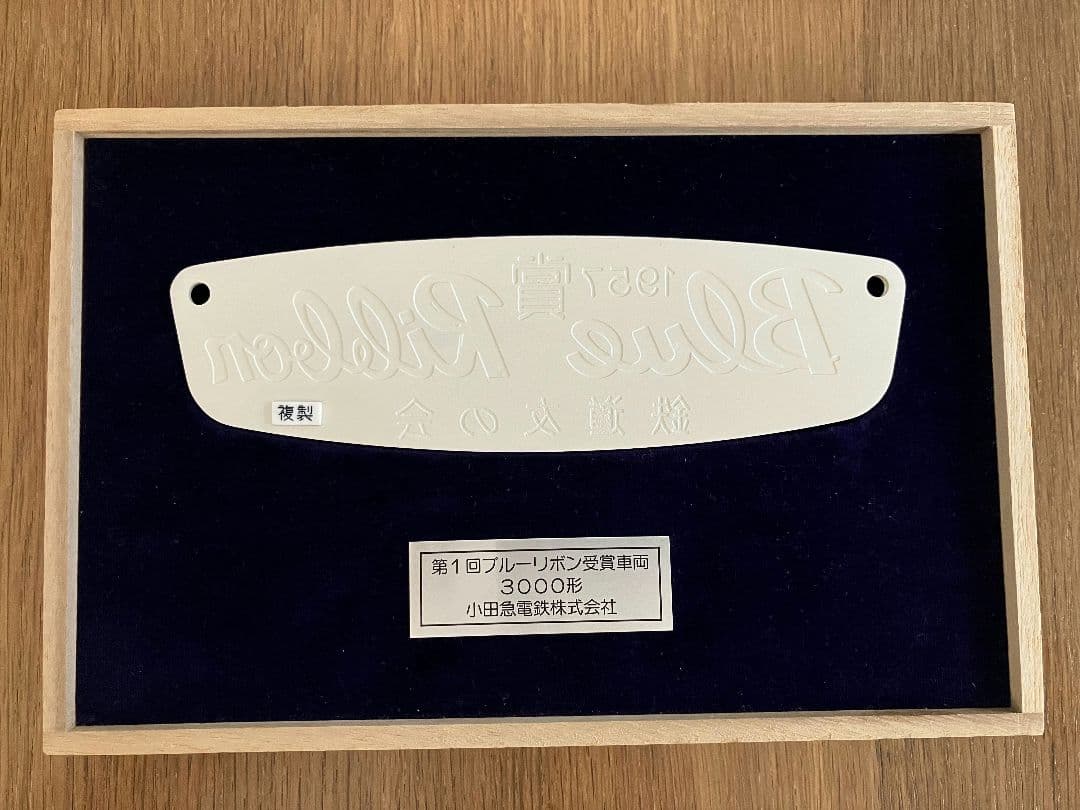 1957 賞
Blue Ribbon
鉄道友の会
複製
第1回ブルーリボン受賞車両
3000形
小田急電鉄株式会社